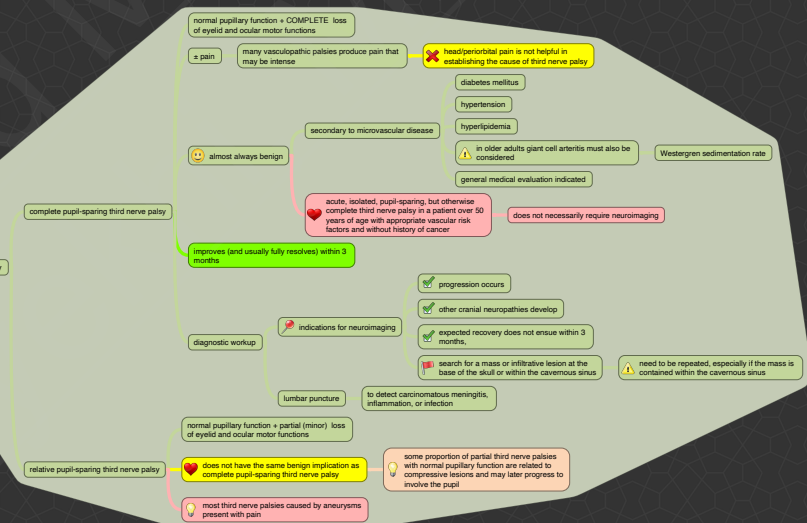 normal pupillary function + COMPLETE loss
of eyelid and ocular motor functions
± pain
many vasculopathic palsies produce pain that
may be intense
head/periorbital pain is not helpful in
establishing the cause of third nerve palsy
diabetes mellitus
hypertension
secondary to microvascular disease
hyperlipidemia
almost always benign
in older adults giant cell arteritis must also be
considered
Westergren sedimentation rate
general medical evaluation indicated
acute, isolated, pupil-sparing, but otherwise
complete third nerve palsy in a patient over 50
years of age with appropriate vascular risk
factors and without history of cancer
does not necessarily require neuroimaging
complete pupil-sparing third nerve palsy
improves (and usually fully resolves) within 3
months
diagnostic workup
indications for neuroimaging
progression occurs
other cranial neuropathies develop
expected recovery does not ensue within 3
months,
search for a mass or infiltrative lesion at the
base of the skull or within the cavernous sinus
need to be repeated, especially if the mass is
contained within the cavernous sinus
lumbar puncture
to detect carcinomatous meningitis,
inflammation, or infection
normal pupillary function + partial (minor) loss
of eyelid and ocular motor functions
relative pupil-sparing third nerve palsy
does not have the same benign implication as
complete pupil-sparing third nerve palsy
some proportion of partial third nerve palsies
with normal pupillary function are related to
compressive lesions and may later progress to
involve the pupil
most third nerve palsies caused by aneurysms
present with pain